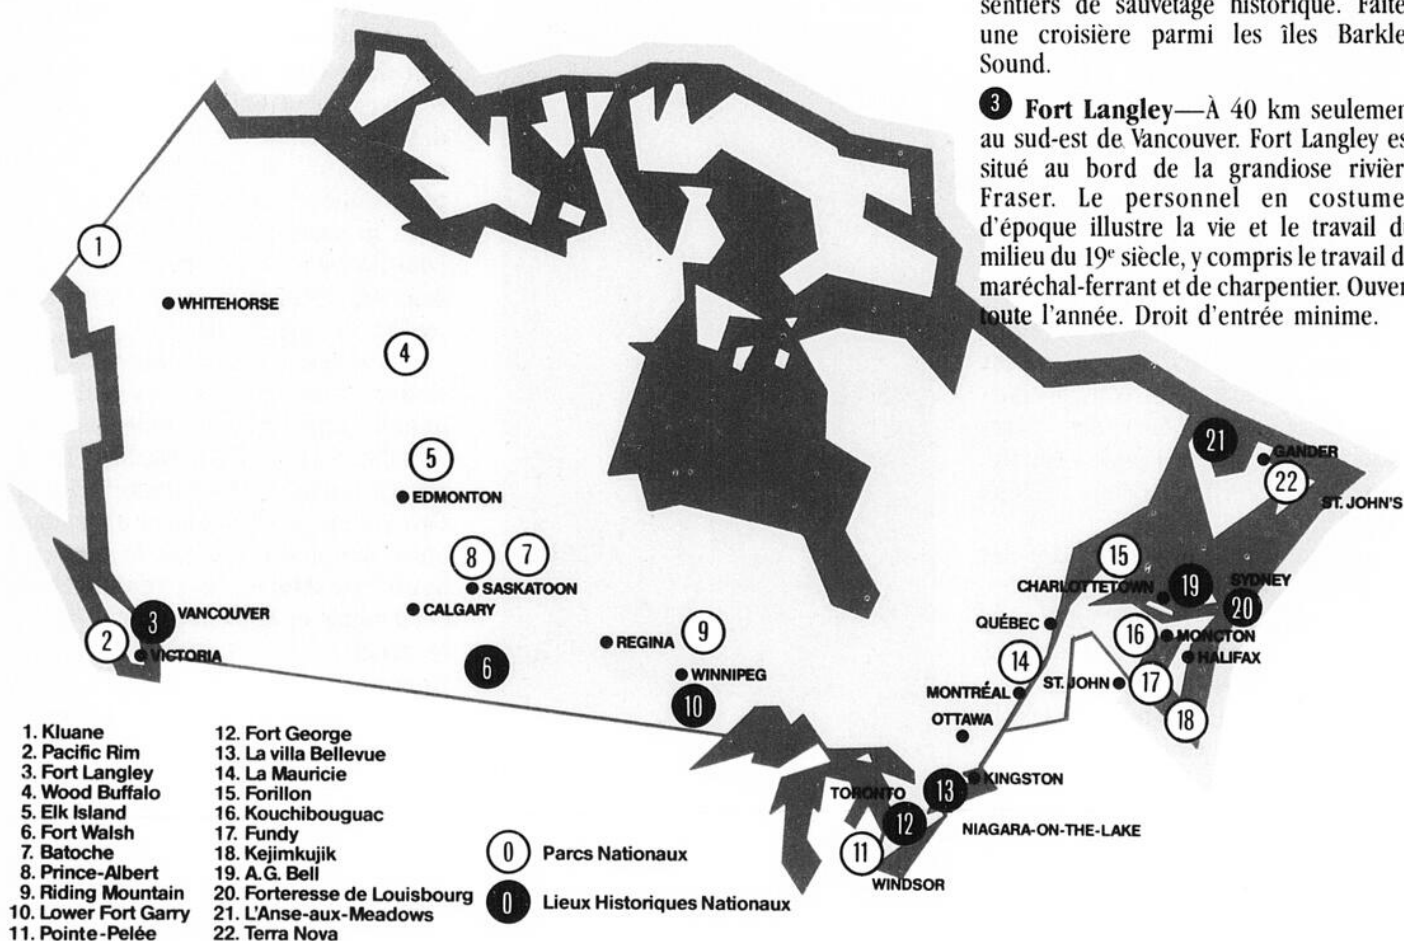 sentiers de sauvetage historique. Faite
une croisière parmi les îles Barkle
Sound.
3 Fort Langley—À 40 km seulemen
au sud-est de Vancouver. Fort Langley es
situé au bord de la grandiose rivièr
Fraser. Le personnel en costume
d'époque illustre la vie et le travail d
milieu du 19e siècle, y compris le travail d
maréchal-ferrant et de charpentier. Ouver
toute l'année. Droit d'entrée minime.
1
WHITEHORSE
4
5
EDMONTON
8
7
SASKATOON
CALGARY
3
VANCOUVER
2
VICTORIA
6
REGINA
9
WINNIPEG
10
21
GANDER
22
ST. JOHN'S
15
CHARLOTTETOWN
19
SYDNEY
20
QUÉBEC
16
MONCTON
HALIFAX
14
MONTRÉAL
ST. JOHN
17
18
OTTAWA
KINGSTON
13
TORONTO
12
NIAGARA-ON-THE-LAKE
11
WINDSOR
1. Kluane
2. Pacific Rim
3. Fort Langley
4. Wood Buffalo
5. Elk Island
6. Fort Walsh
7. Batoche
8. Prince-Albert
9. Riding Mountain
10. Lower Fort Garry
11. Pointe-Pelée
12. Fort George
13. La villa Bellevue
14. La Mauricie
15. Forillon
16. Kouchibouguac
17. Fundy
18. Kejimkujik
19. A.G. Bell
20. Forteresse de Louisbourg
21. L'Anse-aux-Meadows
22. Terra Nova
0 Parcs Nationaux
0 Lieux Historiques Nationaux